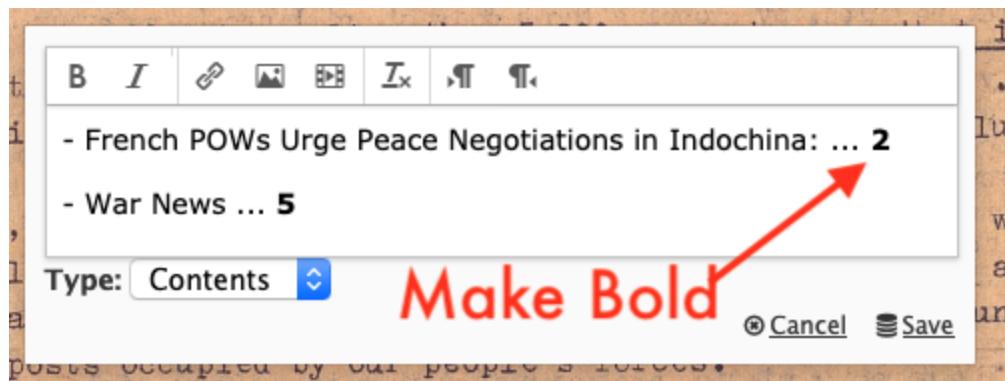 B I
- French POWs Urge Peace Negotiations in Indochina: ... 2
- War News ... 5
Type: Contents
Make Bold
Cancel Save
posts occupied by our people's forces.